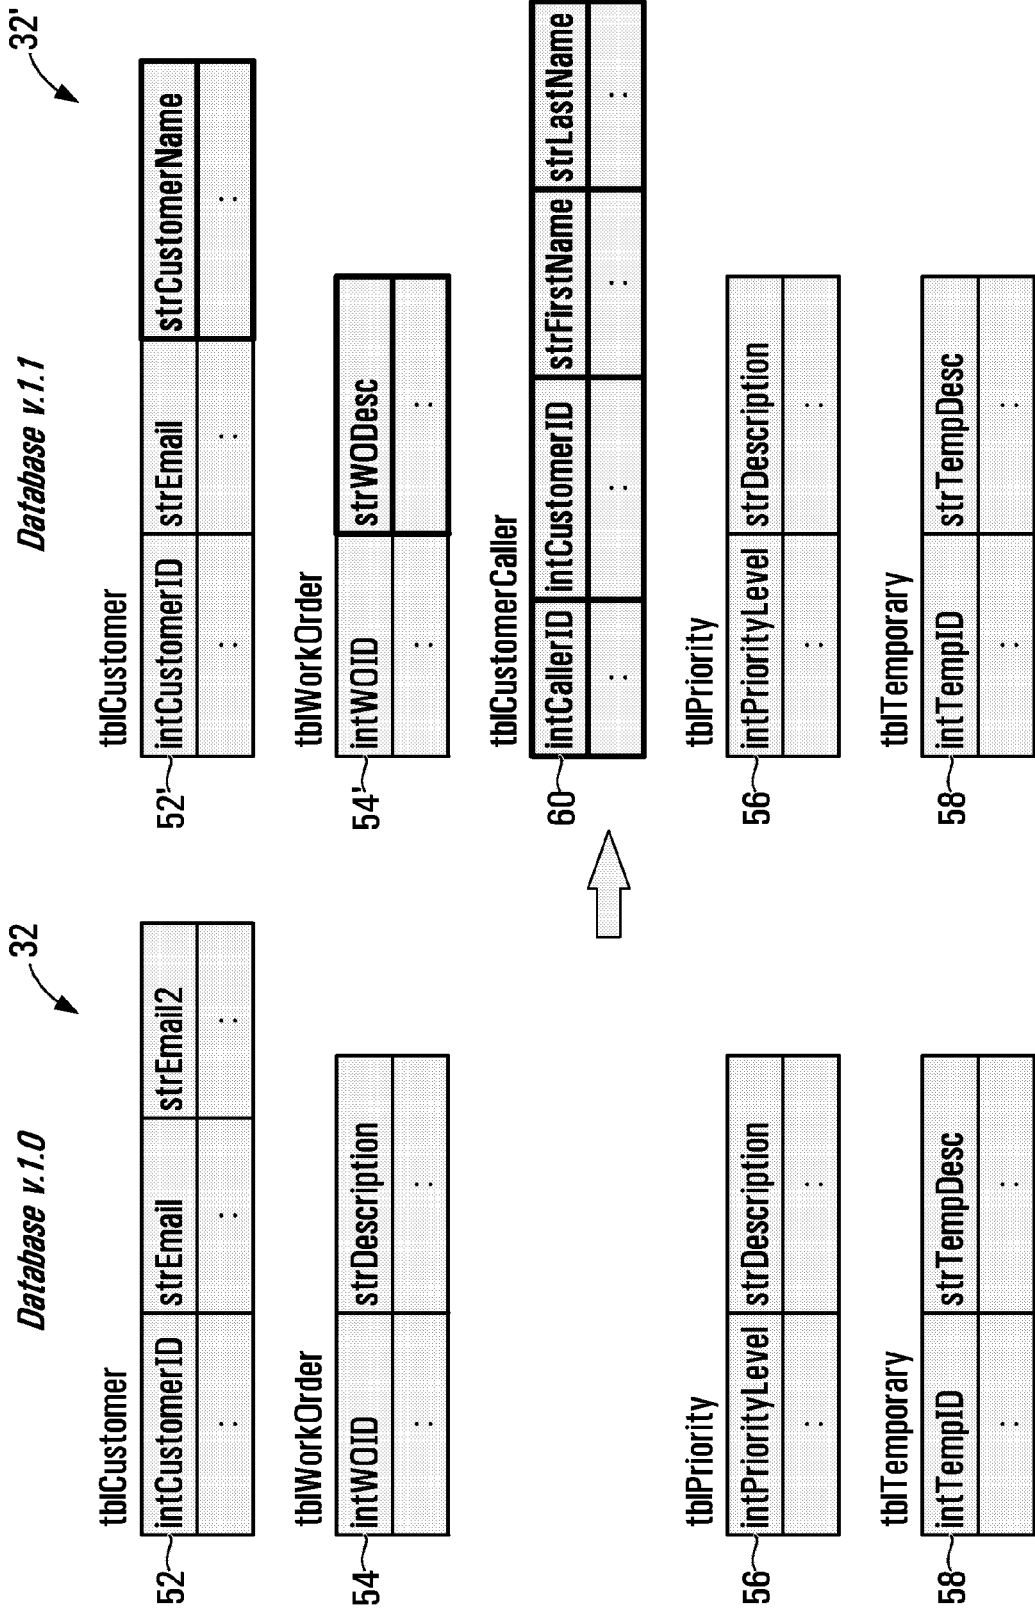 Database v.1.0
32
tblCustomer
52
intCustomerID strEmail strEmail2
: : :
tblWorkOrder
54
intWOID strDescription
: :
tblPriority
56
intPriorityLevel strDescription
: :
tblTemporary
58
intTempID strTempDesc
: :
Database v.1.1
32'
tblCustomer
52'
intCustomerID strEmail strCustomerName
: : :
tblWorkOrder
54'
intWOID strWODesc
: :
tblCustomerCaller
60
intCallerID intCustomerID strFirstName strLastName
: : : :
tblPriority
56
intPriorityLevel strDescription
: :
tblTemporary
58
intTempID strTempDesc
: :